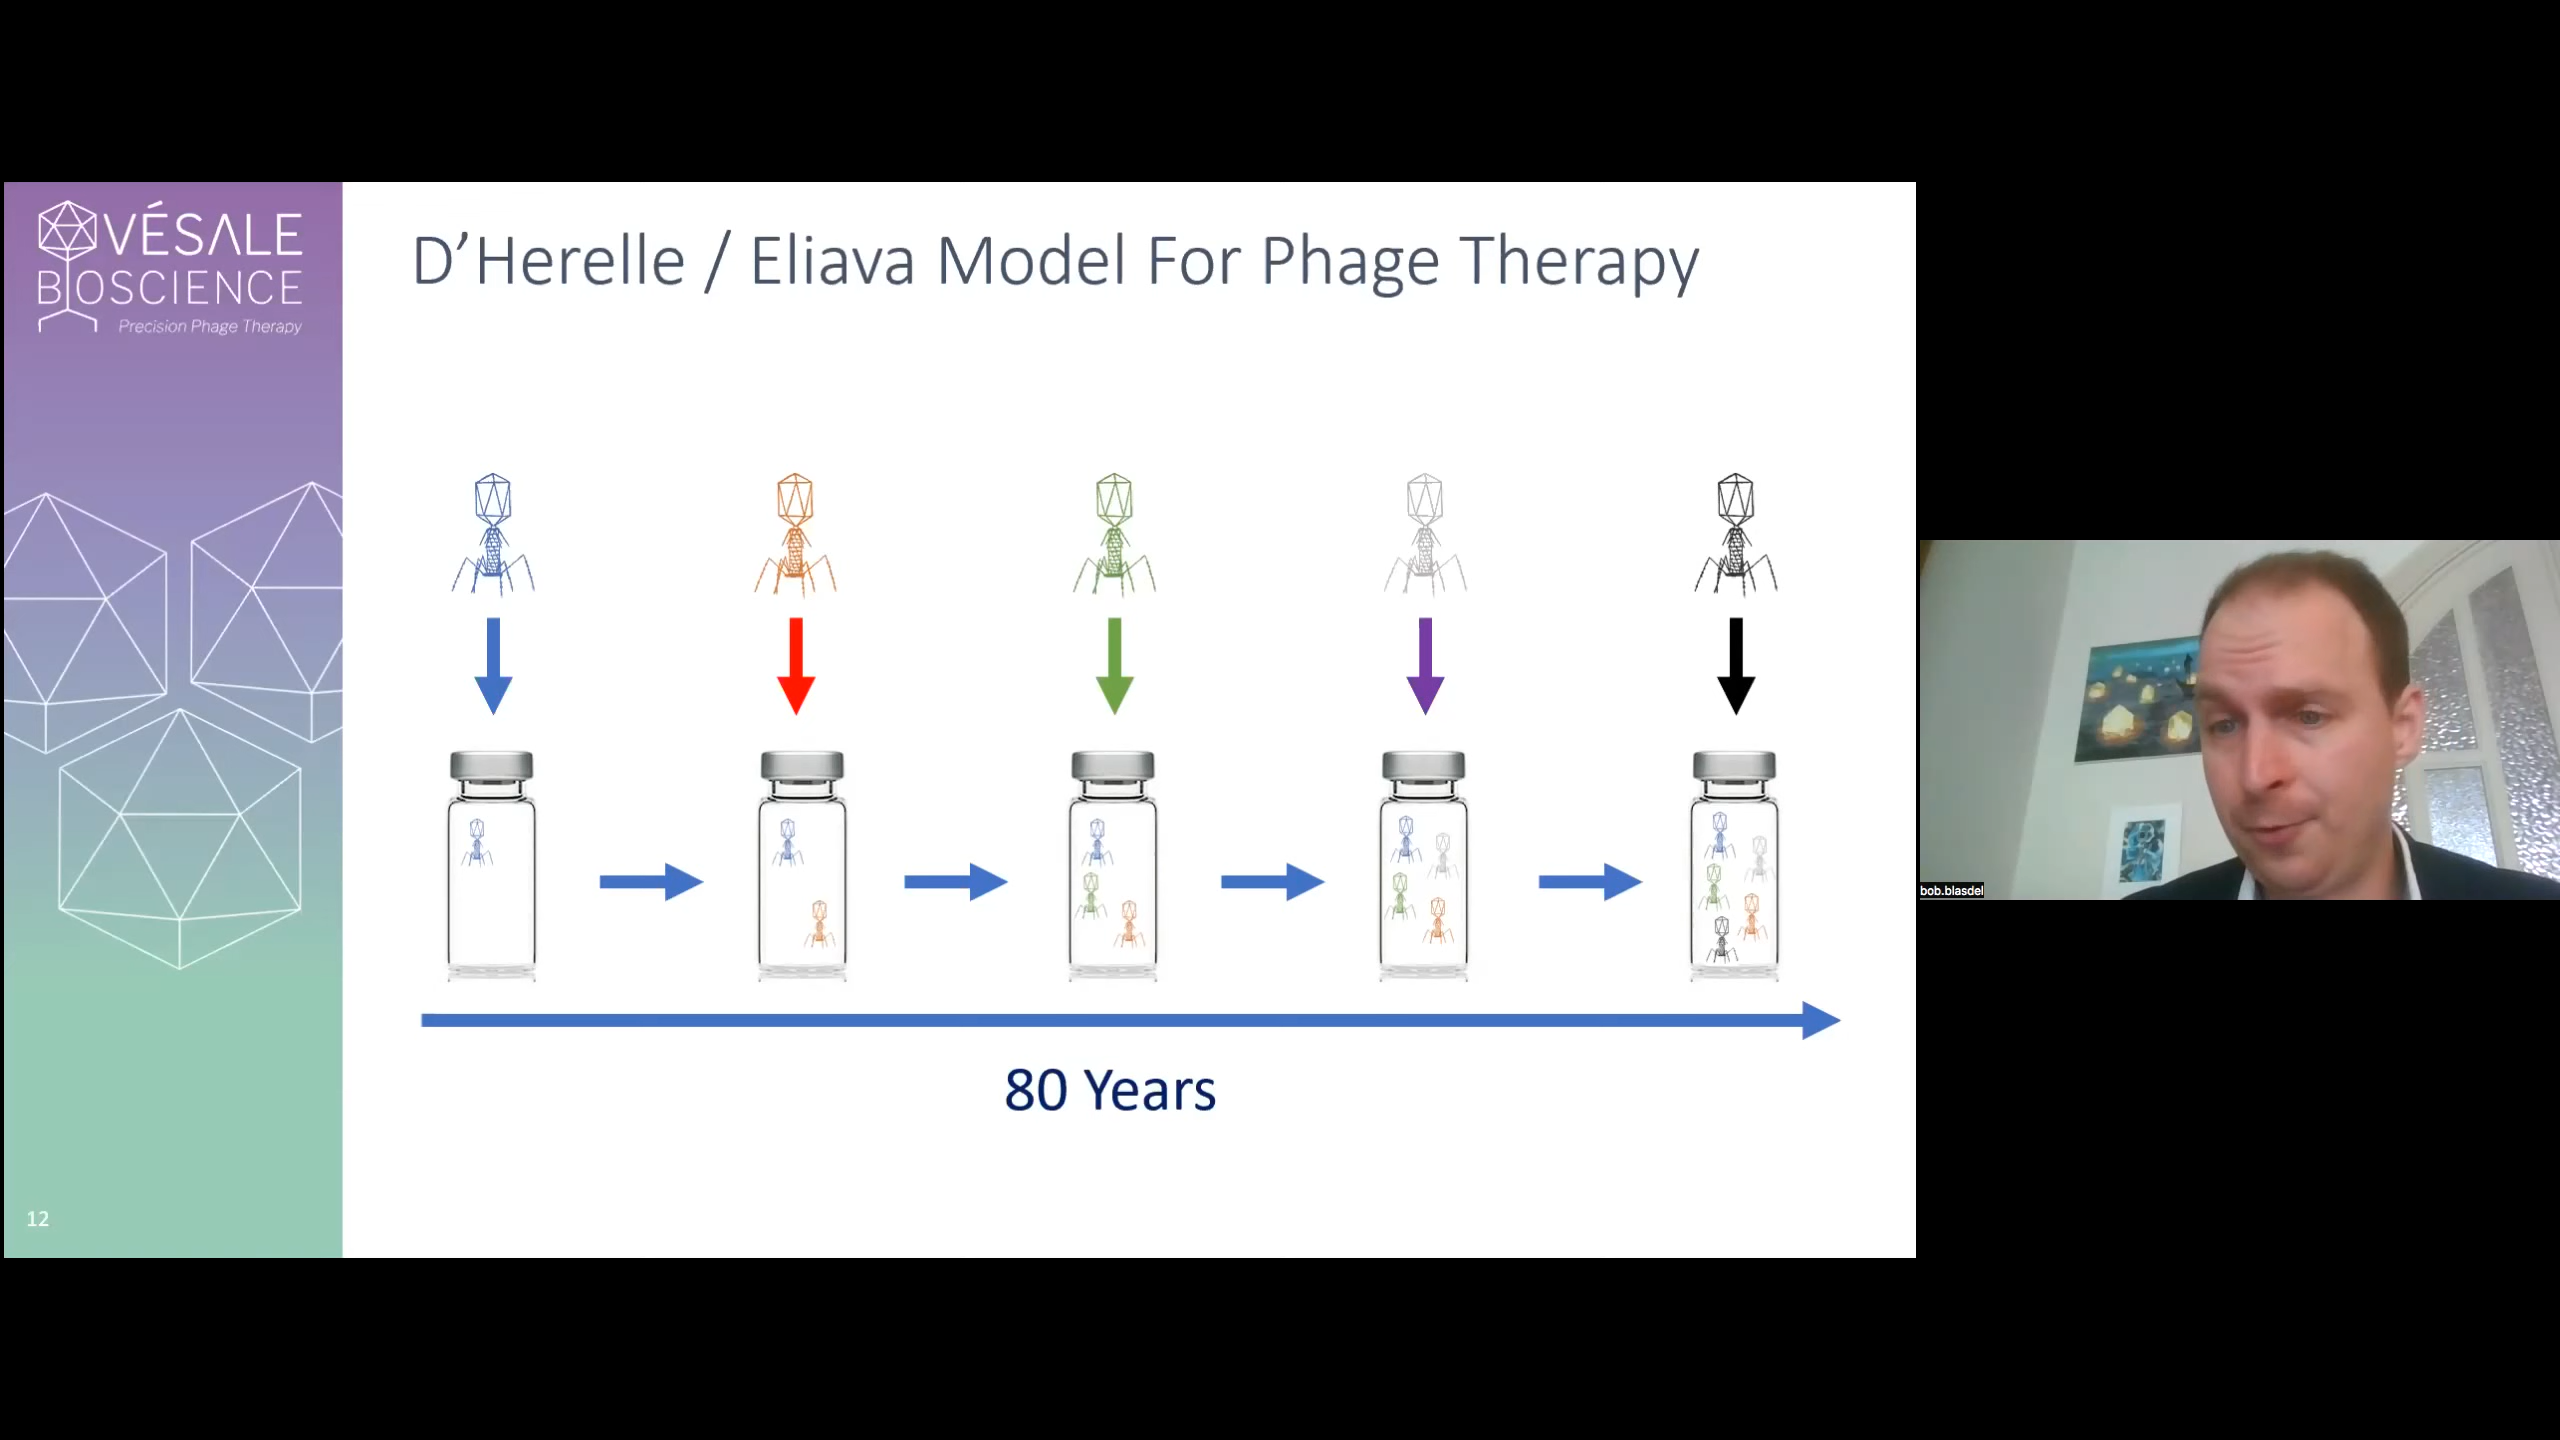 VÉSALE
BIOSCIENCE
Precision Phage Therapy
D’Herelle / Eliava Model For Phage Therapy
80 Years
12
bob.blasdel